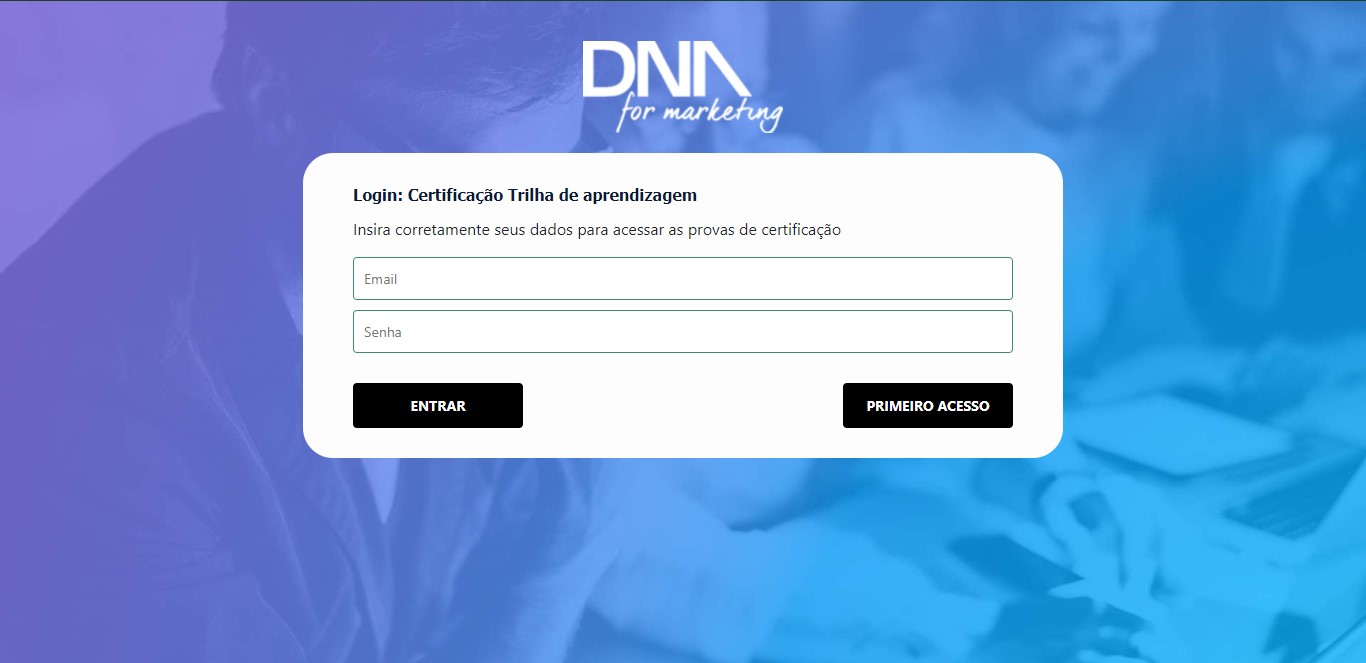 DNA
for marketing
Login: Certificação Trilha de aprendizagem
Insira corretamente seus dados para acessar as provas de certificação
Email
Senha
ENTRAR
PRIMEIRO ACESSO